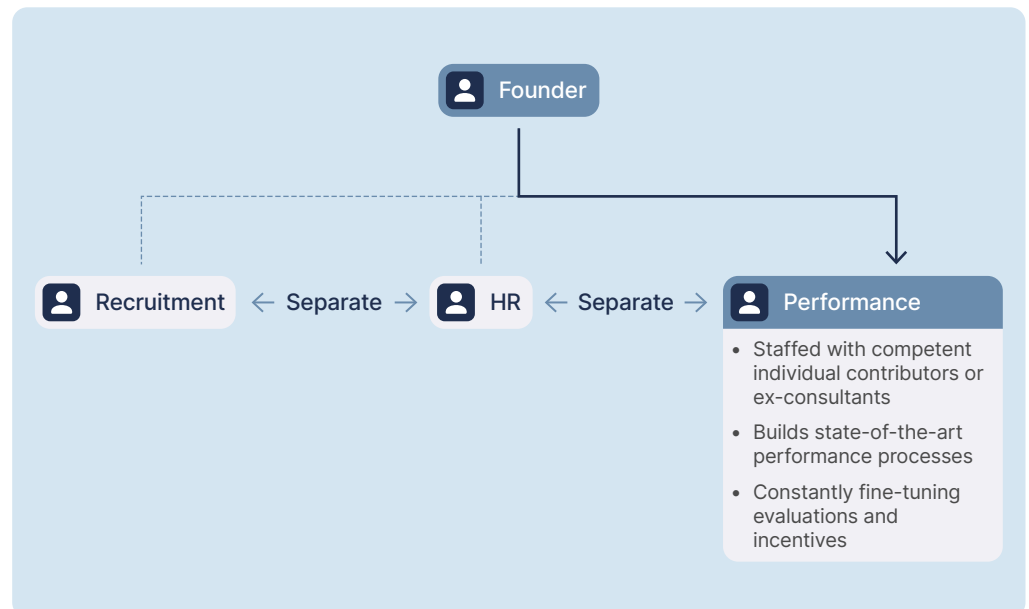 Founder
Recruitment
Separate
HR
Separate
Performance
• Staffed with competent
individual contributors or
ex-consultants
• Builds state-of-the-art
performance processes
• Constantly fine-tuning
evaluations and
incentives